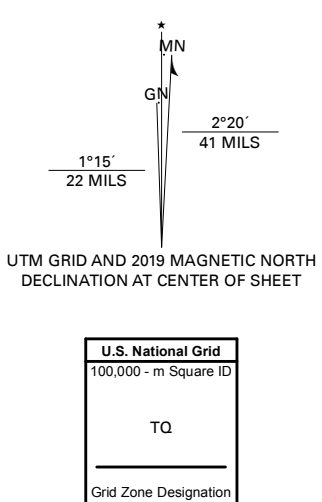 ★
MN
GN
2°20´
41 MILS
1°15´
22 MILS
UTM GRID AND 2019 MAGNETIC NORTH
DECLINATION AT CENTER OF SHEET
U.S. National Grid
100,000 - m Square ID
TQ
Grid Zone Designation